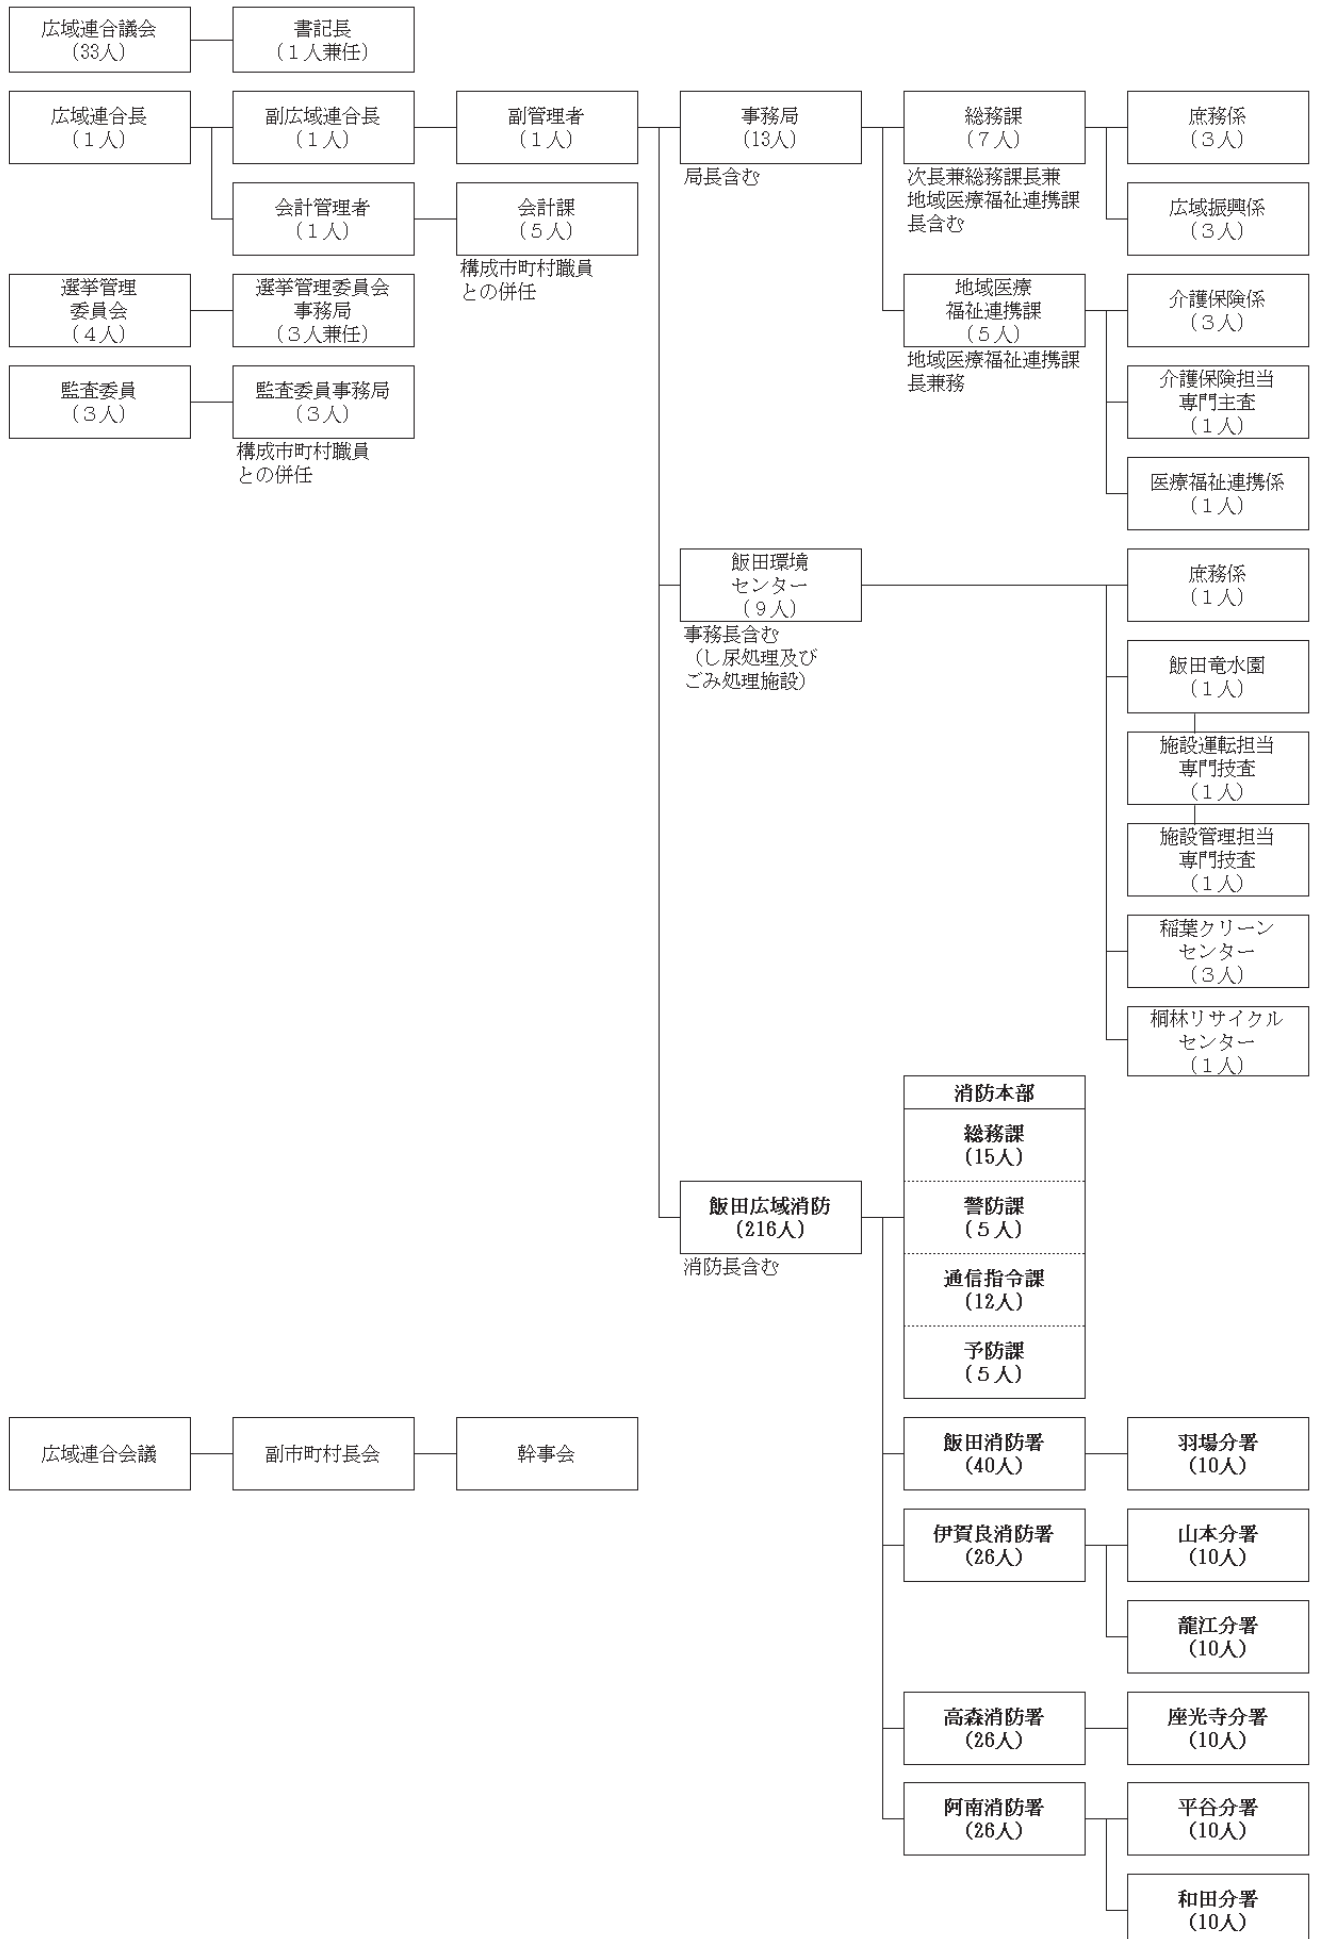 広域連合議会
(33人)
書記長
(１人兼任)
広域連合長
(１人)
副広域連合長
(１人)
副管理者
(１人)
事務局
(13人)
局長含む
総務課
(７人)
次長兼総務課長兼
地域医療福祉連携課
長含む
庶務係
(３人)
広域振興係
(３人)
会計管理者
(１人)
会計課
(５人)
構成市町村職員
との併任
選挙管理
委員会
(４人)
選挙管理委員会
事務局
(３人兼任)
地域医療
福祉連携課
(５人)
地域医療福祉連携課
長兼務
介護保険係
(３人)
介護保険担当
専門主査
(１人)
医療福祉連携係
(１人)
監査委員
(３人)
監査委員事務局
(３人)
構成市町村職員
との併任
飯田環境
センター
(９人)
事務長含む
(し尿処理及び
ごみ処理施設)
庶務係
(１人)
飯田竜水園
(１人)
施設運転担当
専門技査
(１人)
施設管理担当
専門技査
(１人)
稲葉クリーン
センター
(３人)
桐林リサイクル
センター
(１人)
飯田広域消防
(216人)
消防長含む
消防本部
総務課
(15人)
警防課
(５人)
通信指令課
(12人)
予防課
(５人)
広域連合会議
副市町村長会
幹事会
飯田消防署
(40人)
羽場分署
(10人)
伊賀良消防署
(26人)
山本分署
(10人)
龍江分署
(10人)
高森消防署
(26人)
座光寺分署
(10人)
阿南消防署
(26人)
平谷分署
(10人)
和田分署
(10人)